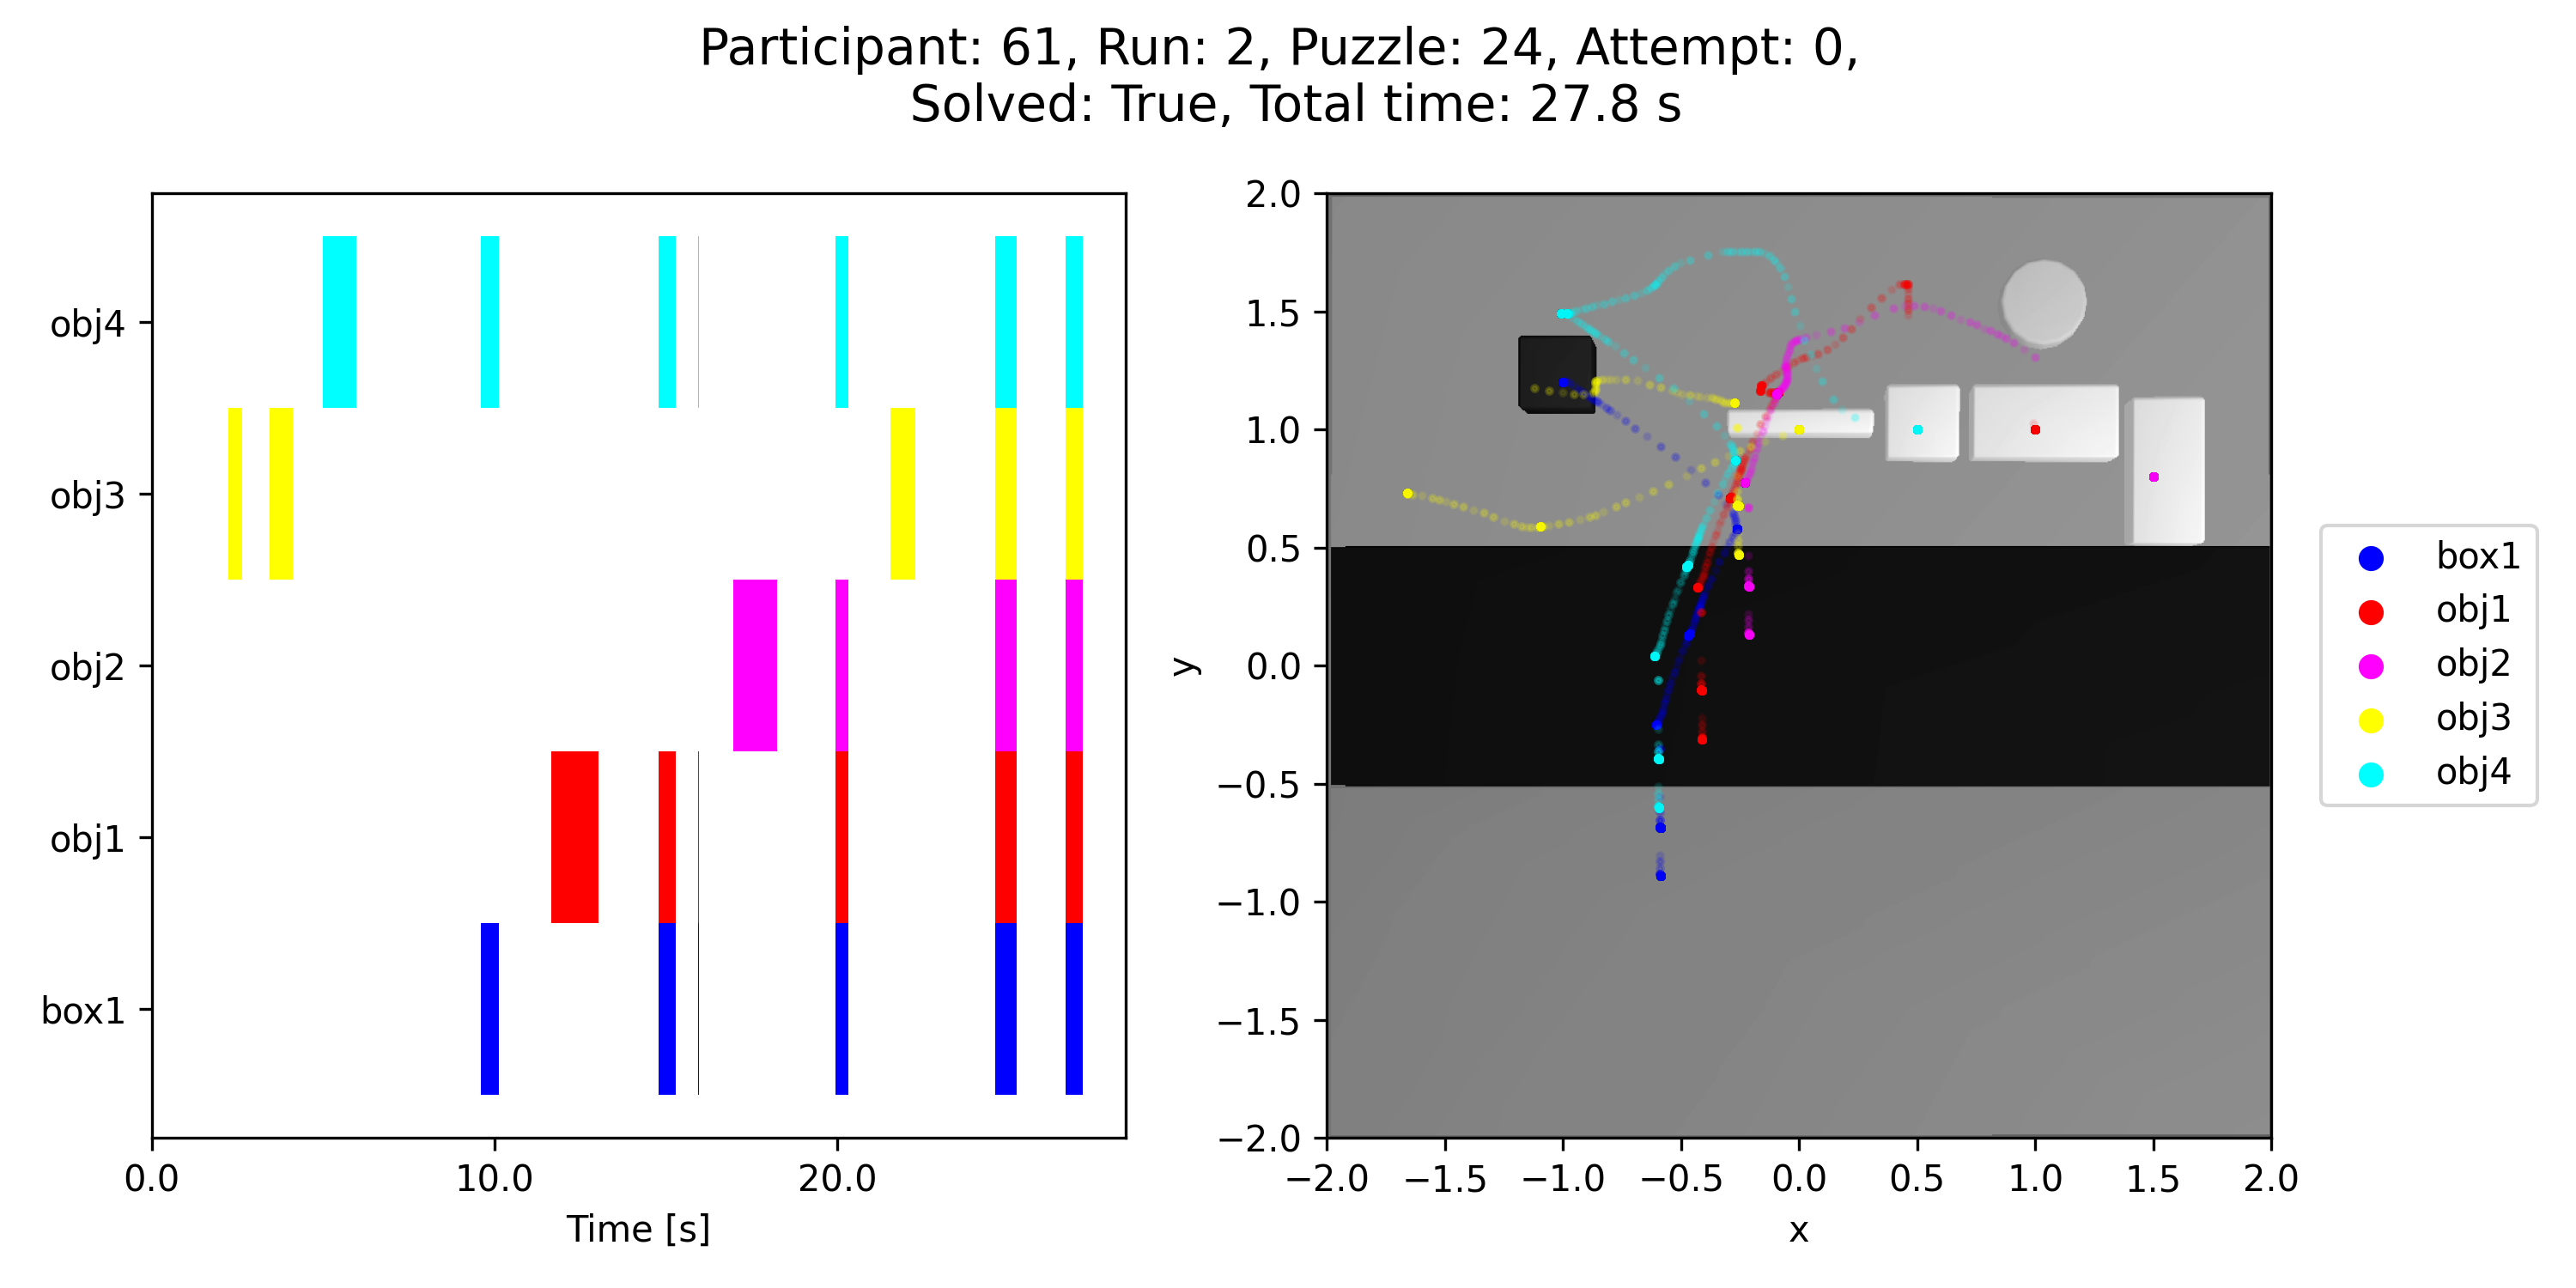 Participant: 61, Run: 2, Puzzle: 24, Attempt: 0,
Solved: True, Total time: 27.8 s
obj4
obj3
obj2
obj1
box1
0.0
10.0
20.0
Time [s]
2.0
1.5
1.0
0.5
0.0
−0.5
−1.0
−1.5
−2.0
y
−2.0
−1.5
−1.0
−0.5
0.0
0.5
1.0
1.5
2.0
x
box1
obj1
obj2
obj3
obj4